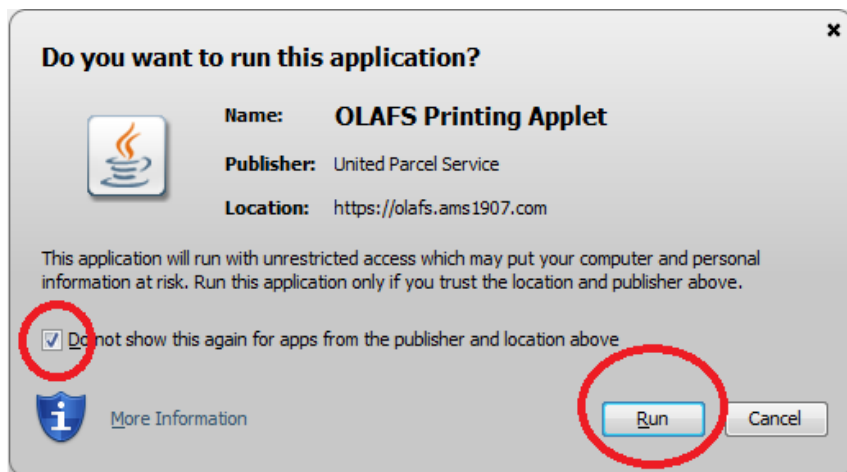 Do you want to run this application?
Name: OLAFS Printing Applet
Publisher: United Parcel Service
Location: https://olafs.ams1907.com
This application will run with unrestricted access which may put your computer and personal
information at risk. Run this application only if you trust the location and publisher above.
Do not show this again for apps from the publisher and location above
More Information
Run
Cancel